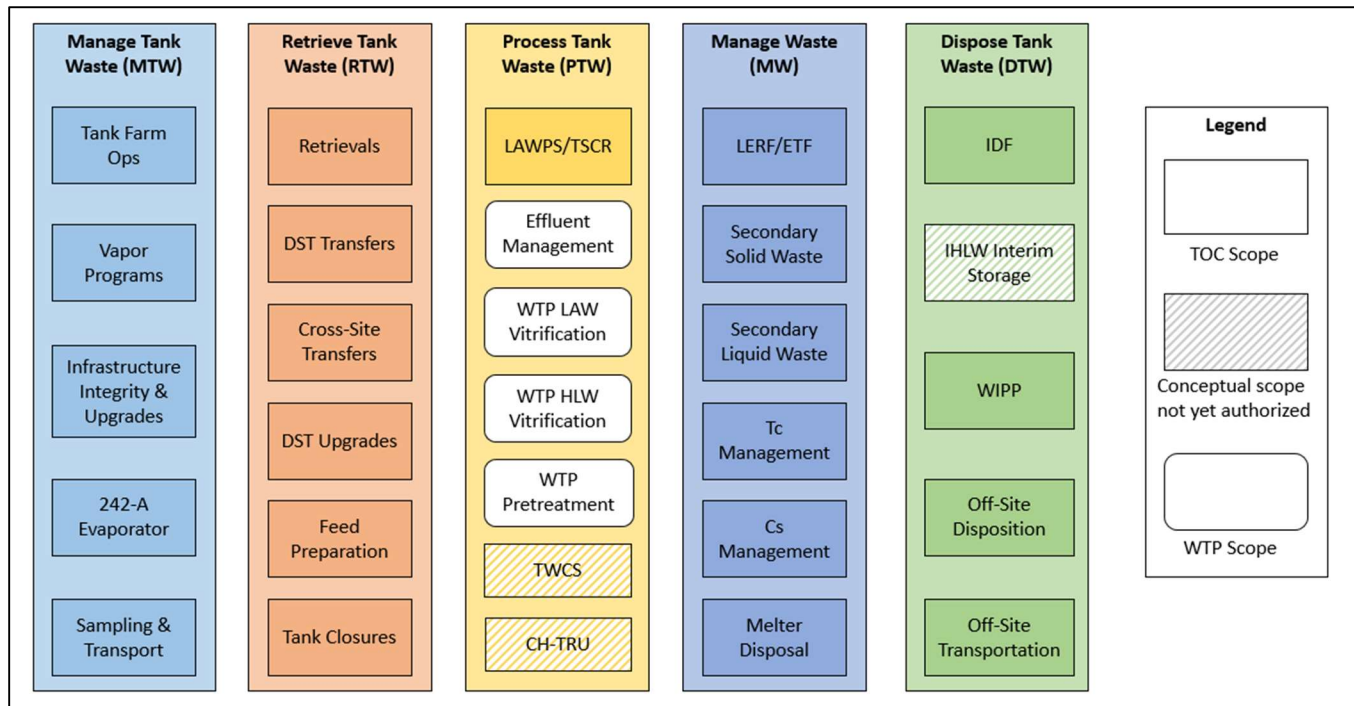 Manage Tank
Waste (MTW)
Tank Farm
Ops
Vapor
Programs
Infrastructure
Integrity &
Upgrades
242-A
Evaporator
Sampling &
Transport
Retrieve Tank
Waste (RTW)
Retrievals
DST Transfers
Cross-Site
Transfers
DST Upgrades
Feed
Preparation
Tank Closures
Process Tank
Waste (PTW)
LAWPS/TSCR
Effluent
Management
WTP LAW
Vitrification
WTP HLW
Vitrification
WTP
Pretreatment
TWCS
CH-TRU
Manage Waste
(MW)
LERF/ETF
Secondary
Solid Waste
Secondary
Liquid Waste
Tc
Management
Cs
Management
Melter
Disposal
Dispose Tank
Waste (DTW)
IDF
IHLW Interim
Storage
WIPP
Off-Site
Disposition
Off-Site
Transportation
Legend
TOC Scope
Conceptual scope
not yet authorized
WTP Scope